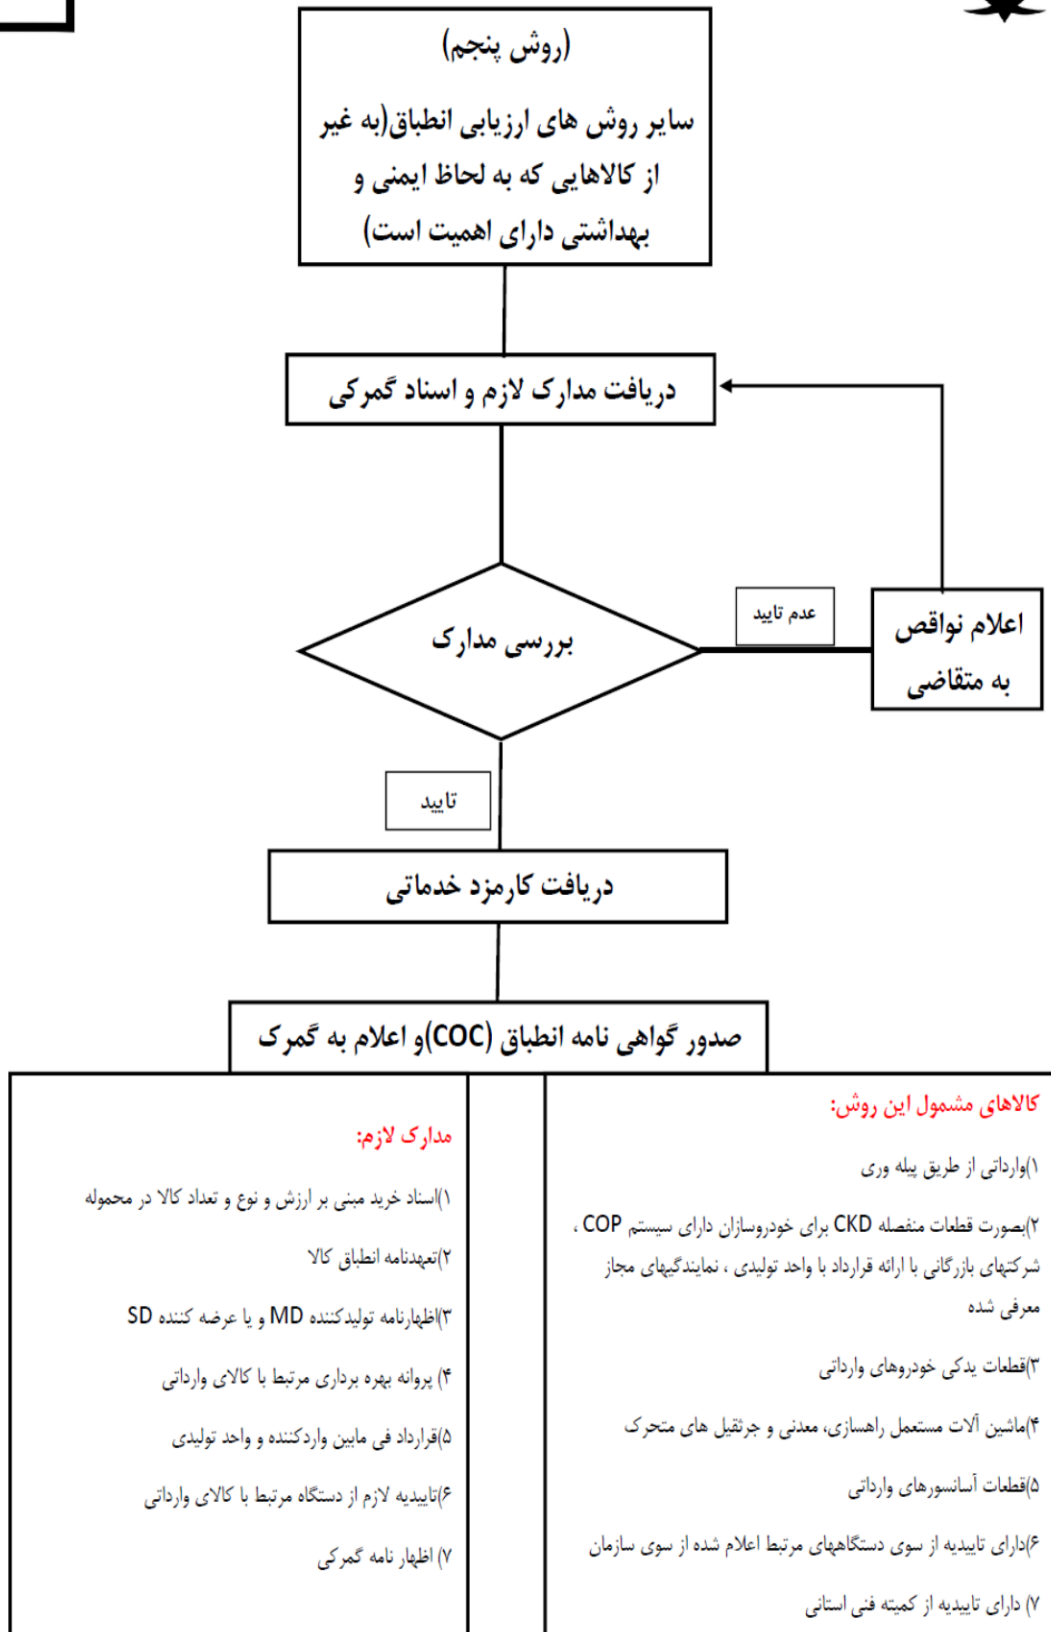 (روش پنجم)
سایر روش های ارزیابی انطباق(به غیر
از کالاهایی که به لحاظ ایمنی و
بهداشتی دارای اهمیت است)
دریافت مدارک لازم و اسناد گمرکی
بررسی مدارک
عدم تایید
اعلام نواقص
به متقاضی
تایید
دریافت کارمزد خدماتی
صدور گواهی نامه انطباق (COC)و اعلام به گمرک
کالاهای مشمول این روش:
۱)وارداتی از طریق پیله وری
۲)بصورت قطعات منفصله CKD برای خودروسازان دارای سیستم COP ،
شرکتهای بازرگانی با ارائه قرارداد با واحد تولیدی ، نمایندگیهای مجاز
معرفی شده
۳)قطعات یدکی خودروهای وارداتی
۴)ماشین آلات مستعمل راهسازی، معدنی و جرثقیل های متحرک
۵)قطعات آسانسورهای وارداتی
۶)دارای تاییدیه از سوی دستگاههای مرتبط اعلام شده از سوی سازمان
۷) دارای تاییدیه از کمیته فنی استانی
مدارک لازم:
۱)اسناد خرید مبنی بر ارزش و نوع و تعداد کالا در محموله
۲)تعهدنامه انطباق کالا
۳)اظهارنامه تولیدکننده MD و یا عرضه کننده SD
۴) پروانه بهره برداری مرتبط با کالای وارداتی
۵)قرارداد فی مابین واردکننده و واحد تولیدی
۶)تاییدیه لازم از دستگاه مرتبط با کالای وارداتی
۷) اظهار نامه گمرکی